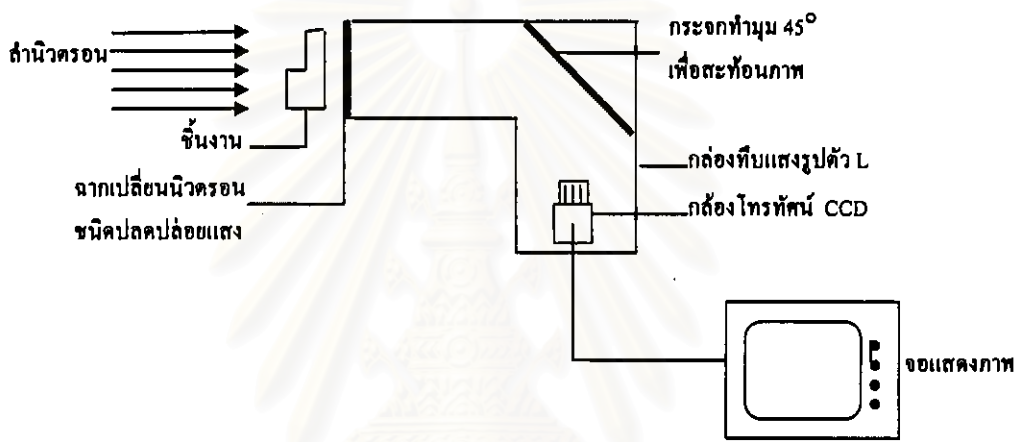 ลำนิวตรอน
ชิ้นงาน
ฉากเปลี่ยนนิวตรอน
ชนิดปลดปล่อยแสง
กระจกทำมุม 45°
เพื่อสะท้อนภาพ
กล่องทึบแสงรูปตัว L
กล้องโทรทัศน์ CCD
จอแสดงภาพ